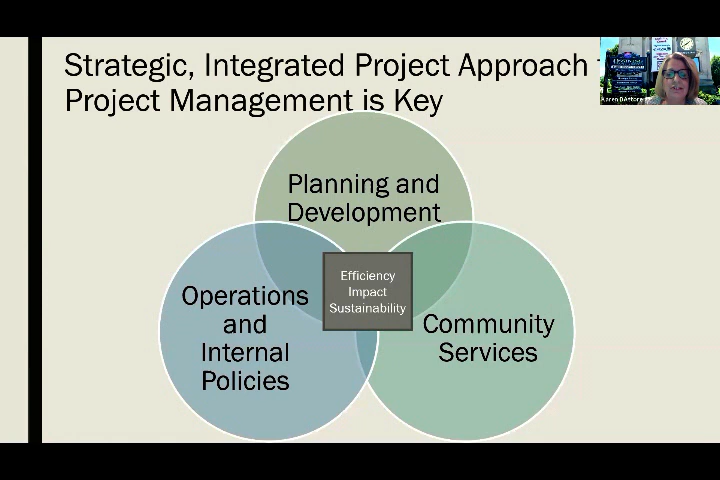 Strategic, Integrated Project Approach
Project Management is Key
Planning and
Development
Efficiency
Impact
Sustainability
Operations
and
Internal
Policies
Community
Services